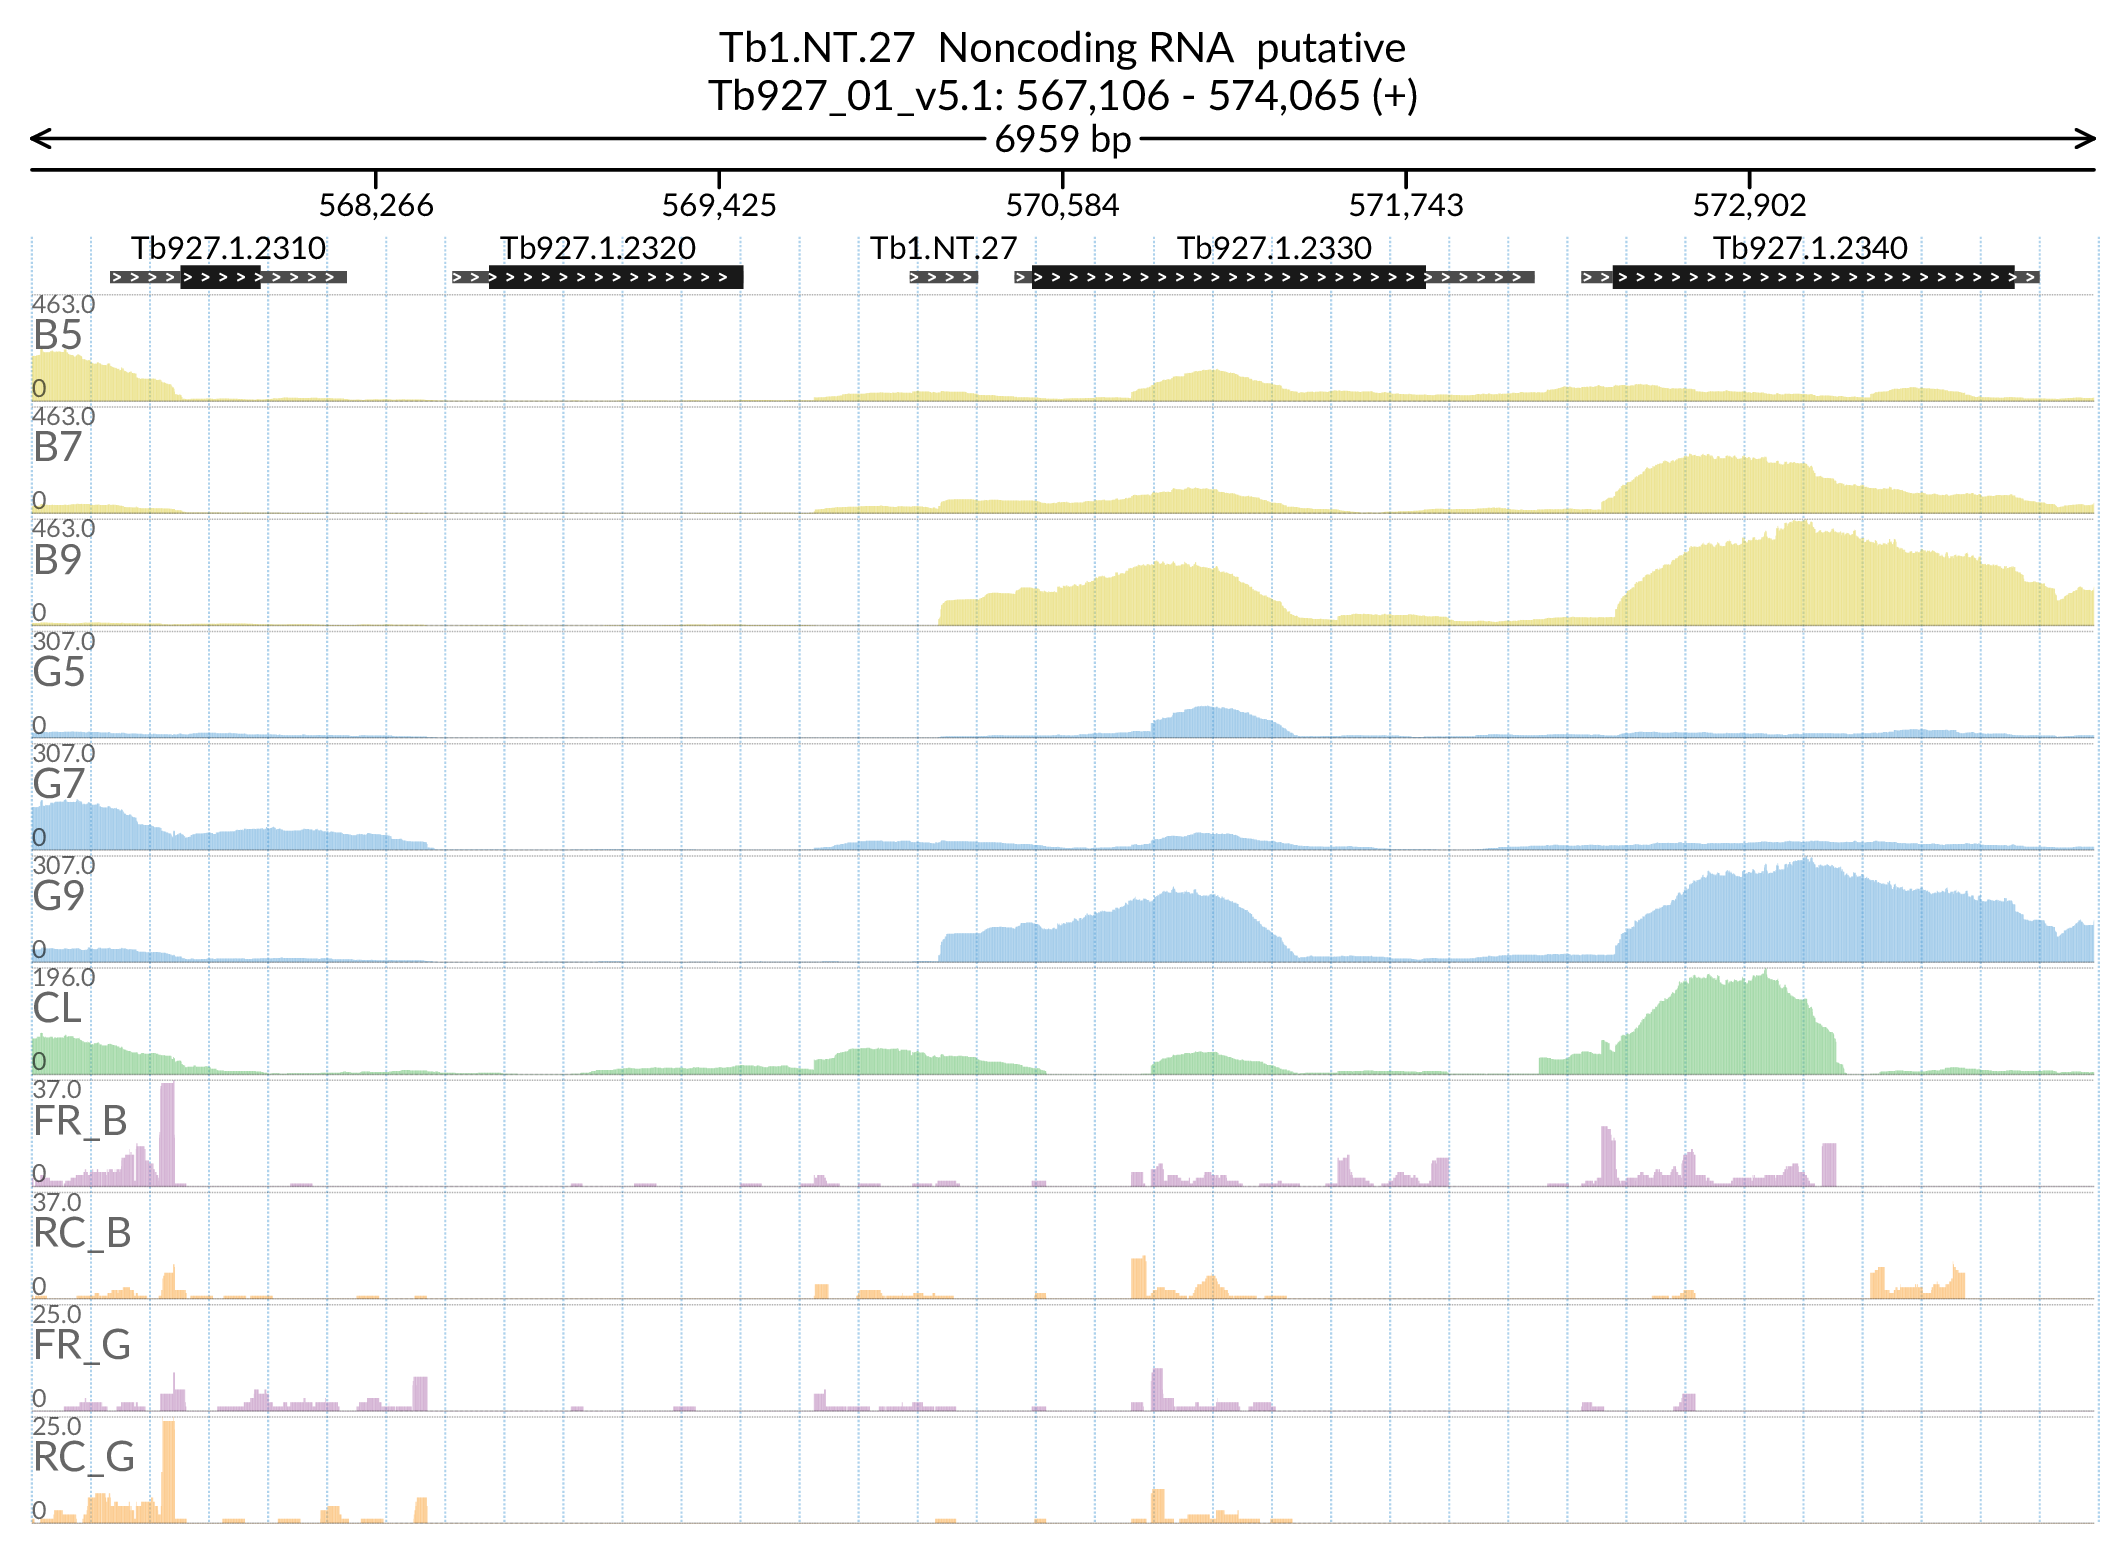 Tb1.NT.27 Noncoding RNA putative
Tb927_01_v5.1: 567,106 - 574,065 (+)
6959 bp
568,266 569,425 570,584 571,743 572,902
Tb927.1.2310 Tb927.1.2320 Tb1.NT.27 Tb927.1.2330 Tb927.1.2340
463.0
B5
0
463.0
B7
0
463.0
B9
0
307.0
G5
0
307.0
G7
0
307.0
G9
0
196.0
CL
0
37.0
FR_B
0
37.0
RC_B
0
25.0
FR_G
0
25.0
RC_G
0